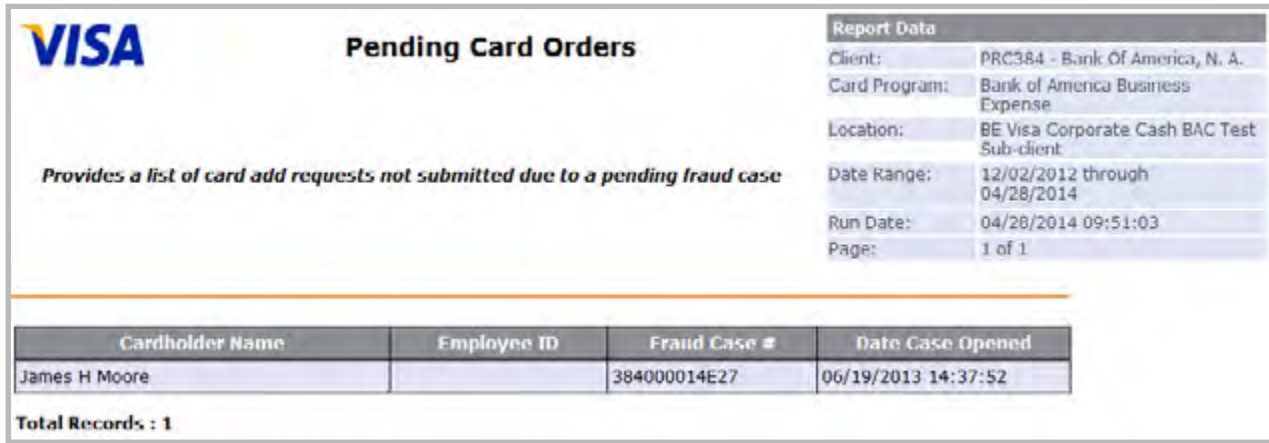 VISA
Pending Card Orders
Provides a list of card add requests not submitted due to a pending fraud case
Report Data
Client: PRC384 - Bank Of America, N. A.
Card Program: Bank of America Business
Expense
Location: BE Visa Corporate Cash BAC Test
Sub-client
Date Range: 12/02/2012 through
04/28/2014
Run Date: 04/28/2014 09:51:03
Page: 1 of 1
Cardholder Name Employee ID Fraud Case # Date Case Opened
James H Moore 384000014E27 06/19/2013 14:37:52
Total Records : 1